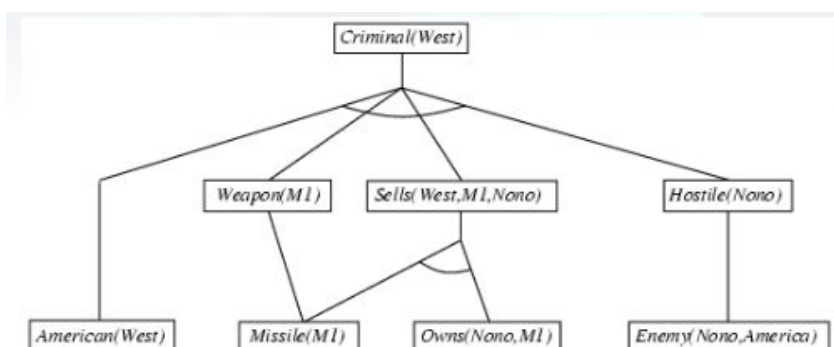 Criminal(West)
Weapon(M1)
Sells(West,M1,Nono)
Hostile(Nono)
American(West)
Missile(M1)
Owns(Nono,M1)
Enemy(Nono,America)